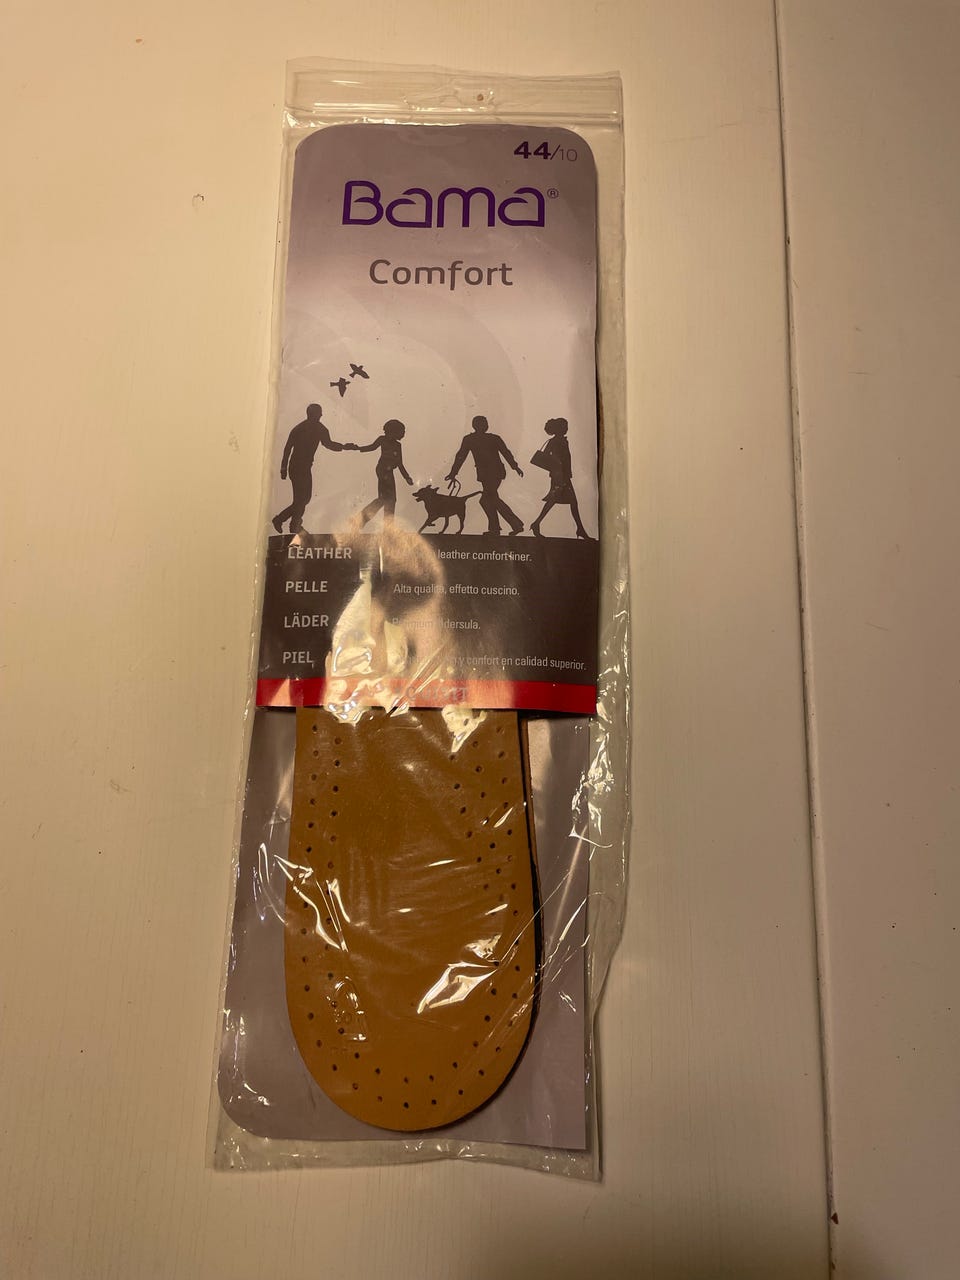 44/10
Bama®
Comfort
LEATHER leather comfort liner.
PELLE Alta qualità, effetto cuscino.
LÄDER
PIEL y confort en calidad superior.